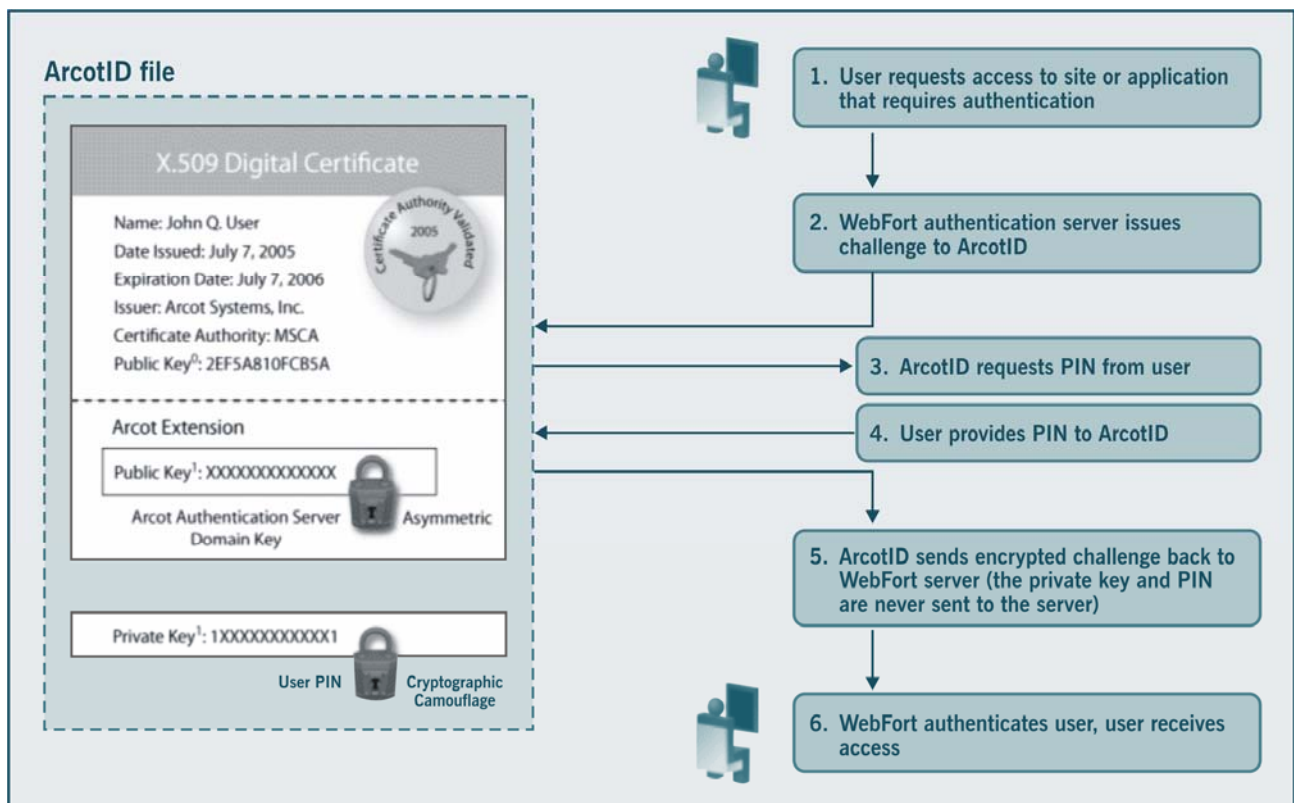 ArcotID file
X.509 Digital Certificate
Name: John Q. User
Date Issued: July 7, 2005
Expiration Date: July 7, 2006
Issuer: Arcot Systems, Inc.
Certificate Authority: MSCA
Public Key⁰: 2EF5A810FCB5A
Certificate Authority Validated
2005
Arcot Extension
Public Key¹: XXXXXXXXXXXXX
Arcot Authentication Server
Domain Key
Asymmetric
Private Key¹: 1XXXXXXXXXXX1
User PIN
Cryptographic
Camouflage
1. User requests access to site or application
that requires authentication
2. WebFort authentication server issues
challenge to ArcotID
3. ArcotID requests PIN from user
4. User provides PIN to ArcotID
5. ArcotID sends encrypted challenge back to
WebFort server (the private key and PIN
are never sent to the server)
6. WebFort authenticates user, user receives
access